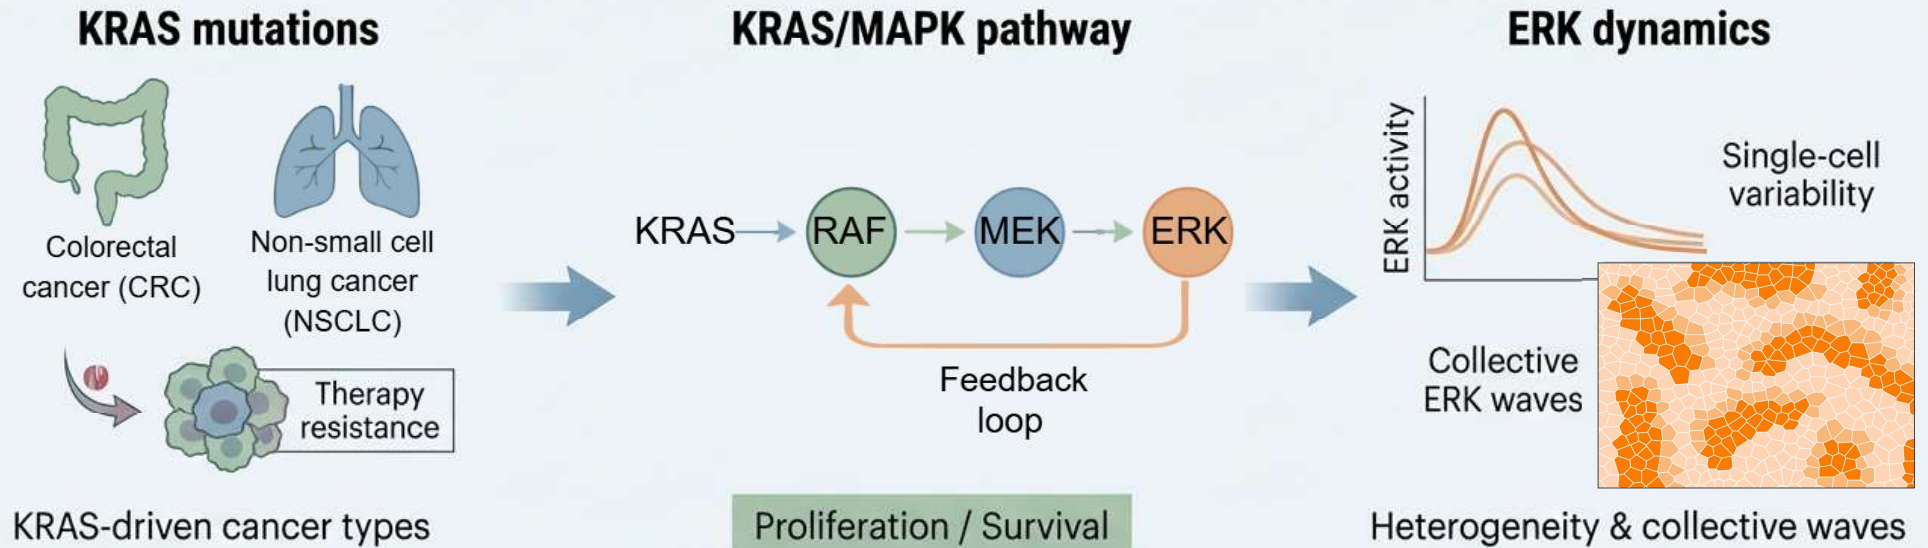 KRAS mutations
Colorectal
cancer (CRC)
Non-small cell
lung cancer
(NSCLC)
Therapy
resistance
KRAS-driven cancer types
KRAS/MAPK pathway
KRAS
RAF
MEK
ERK
Feedback
loop
Proliferation / Survival
ERK dynamics
ERK activity
Single-cell
variability
Collective
ERK waves
Heterogeneity & collective waves